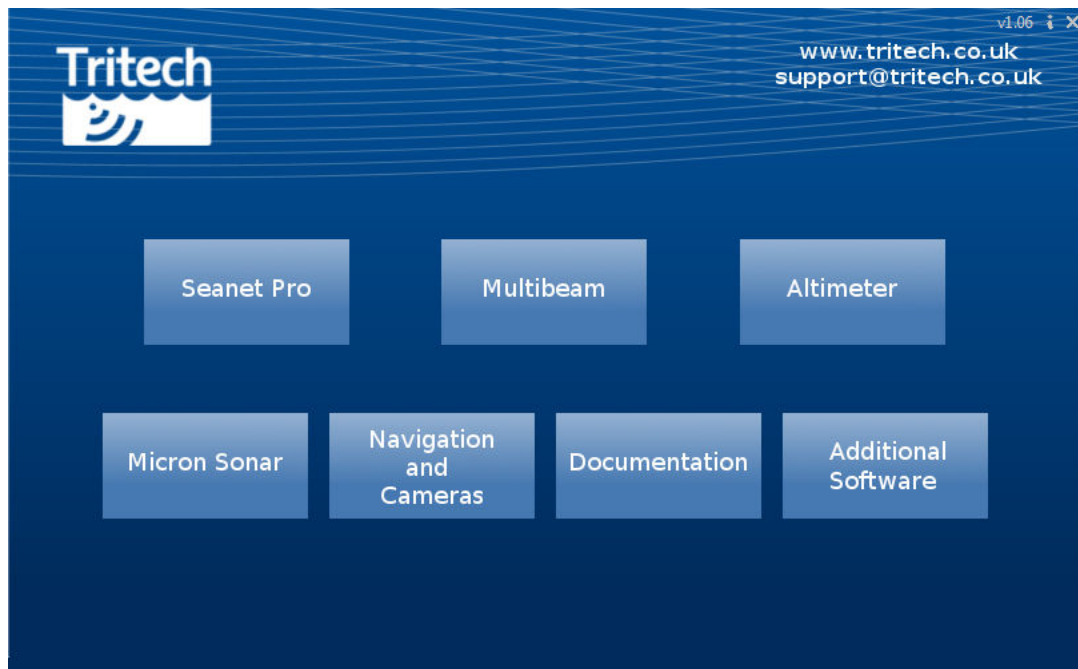 v1.06
Tritech
www.tritech.co.uk
support@tritech.co.uk
Seanet Pro
Multibeam
Altimeter
Micron Sonar
Navigation
and
Cameras
Documentation
Additional
Software